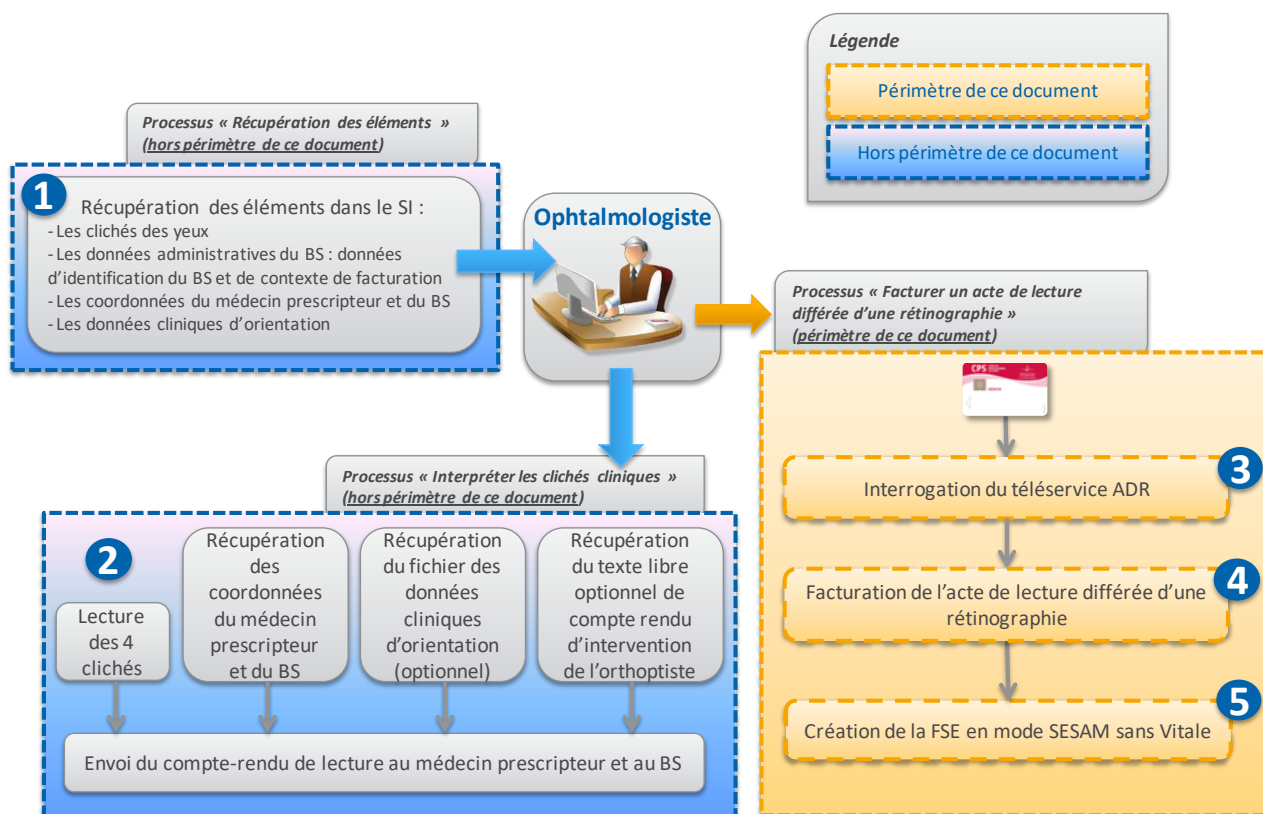 Légende
Périmètre de ce document
Hors périmètre de ce document
Processus « Récupération des éléments »
(hors périmètre de ce document)
1
Récupération des éléments dans le SI :
- Les clichés des yeux
- Les données administratives du BS : données
d’identification du BS et de contexte de facturation
- Les coordonnées du médecin prescripteur et du BS
- Les données cliniques d’orientation
Ophtalmologiste
Processus « Facturer un acte de lecture
différée d’une rétinographie »
(périmètre de ce document)
CPS
3
Interrogation du téléservice ADR
4
Facturation de l’acte de lecture différée d’une
rétinographie
5
Création de la FSE en mode SESAM sans Vitale
Processus « Interpréter les clichés cliniques »
(hors périmètre de ce document)
2
Lecture
des 4
clichés
Récupération
des
coordonnées
du médecin
prescripteur
et du BS
Récupération
du fichier des
données
cliniques
d’orientation
(optionnel)
Récupération
du texte libre
optionnel de
compte rendu
d’intervention
de l’orthoptiste
Envoi du compte-rendu de lecture au médecin prescripteur et au BS